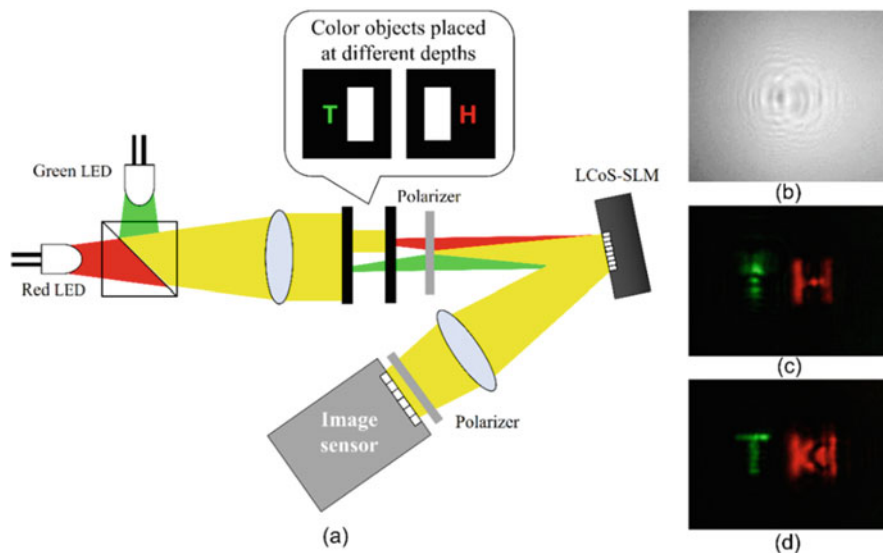 Color objects placed
at different depths
T
H
Green LED
Polarizer
LCoS-SLM
Red LED
Image
sensor
Polarizer
(a)
(b)
T H
(c)
T
(d)